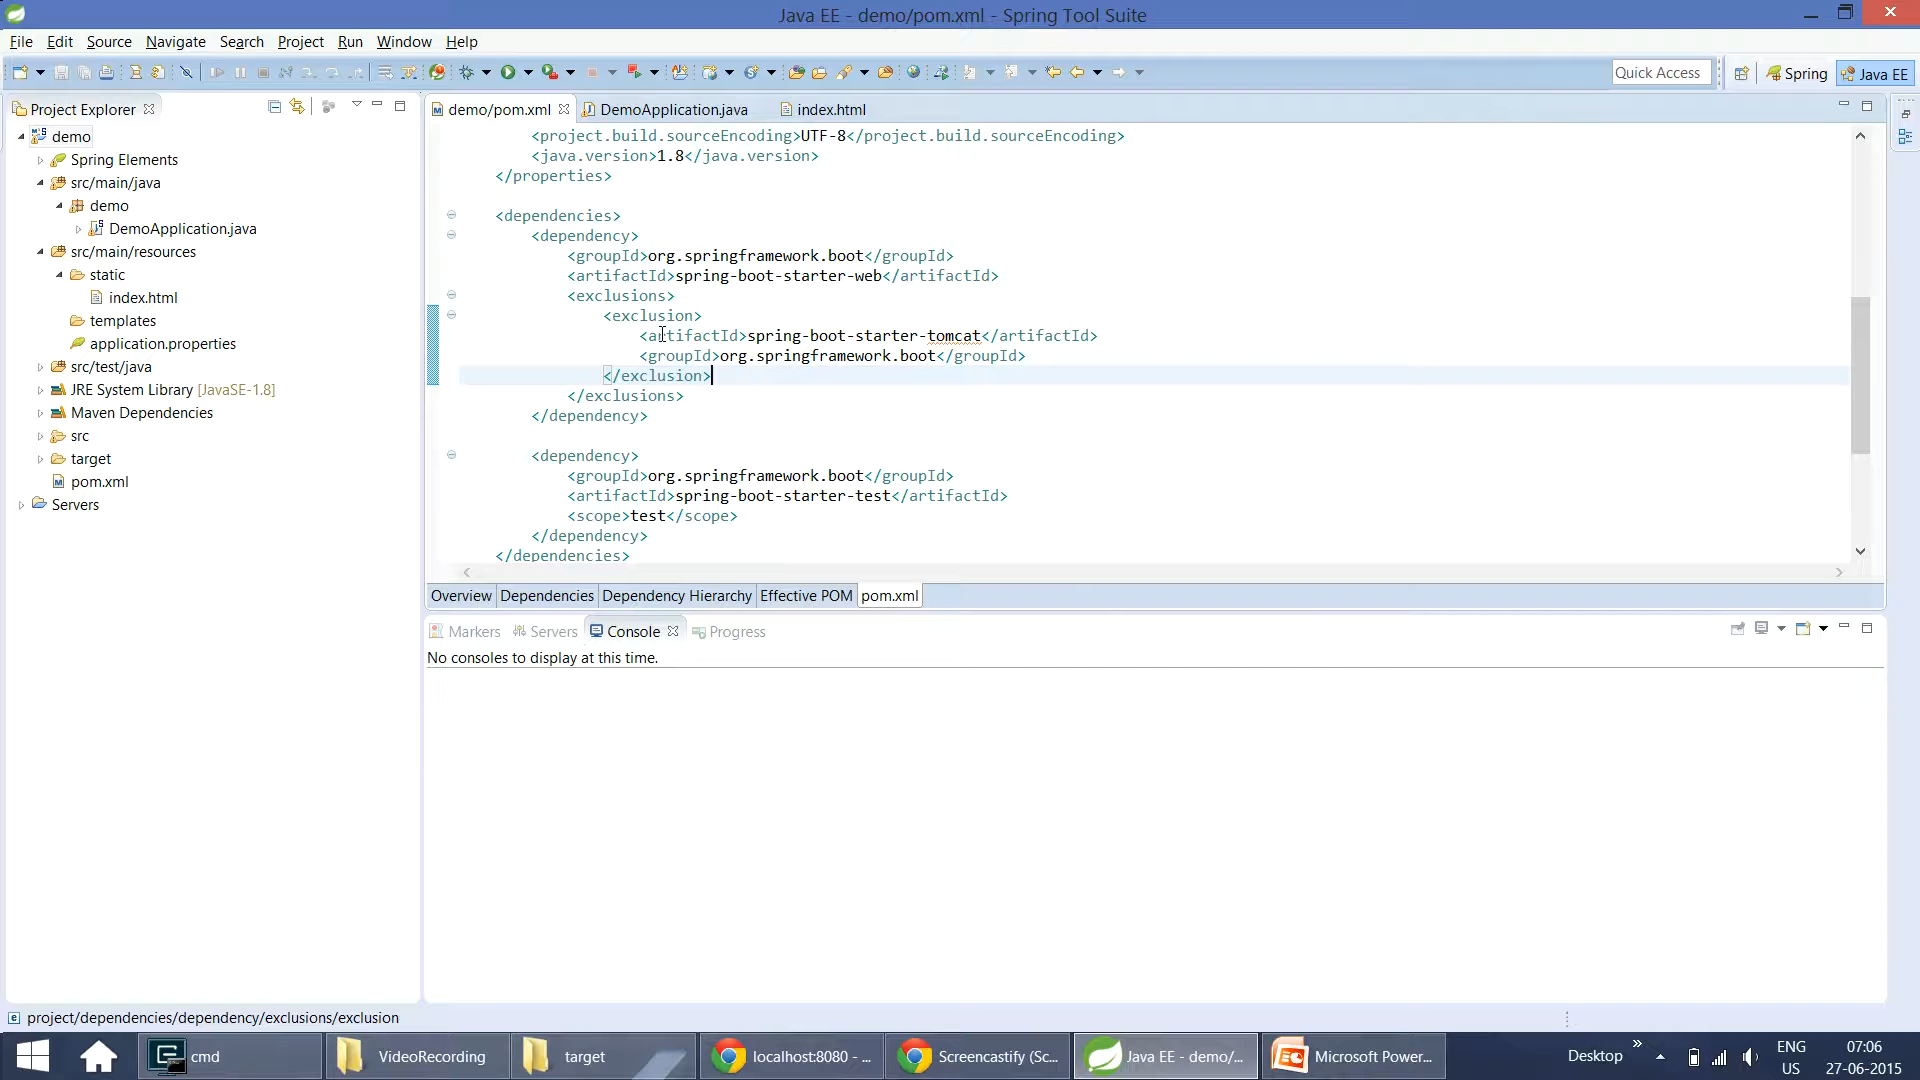 Java EE - demo/pom.xml - Spring Tool Suite
File Edit Source Navigate Search Project Run Window Help
Quick Access Spring Java EE
Project Explorer
demo
Spring Elements
src/main/java
demo
DemoApplication.java
src/main/resources
static
index.html
templates
application.properties
src/test/java
JRE System Library [JavaSE-1.8]
Maven Dependencies
src
target
pom.xml
Servers
demo/pom.xml DemoApplication.java index.html
<project.build.sourceEncoding>UTF-8</project.build.sourceEncoding>
<java.version>1.8</java.version>
</properties>
<dependencies>
<dependency>
<groupId>org.springframework.boot</groupId>
<artifactId>spring-boot-starter-web</artifactId>
<exclusions>
<exclusion>
<artifactId>spring-boot-starter-tomcat</artifactId>
<groupId>org.springframework.boot</groupId>
</exclusion>
</exclusions>
</dependency>
<dependency>
<groupId>org.springframework.boot</groupId>
<artifactId>spring-boot-starter-test</artifactId>
<scope>test</scope>
</dependency>
</dependencies>
Overview Dependencies Dependency Hierarchy Effective POM pom.xml
Markers Servers Console Progress
No consoles to display at this time.
project/dependencies/dependency/exclusions/exclusion
cmd VideoRecording target localhost:8080 - ... Screencastify (Sc... Java EE - demo/... Microsoft Power... Desktop ENG 07:06
US 27-06-2015